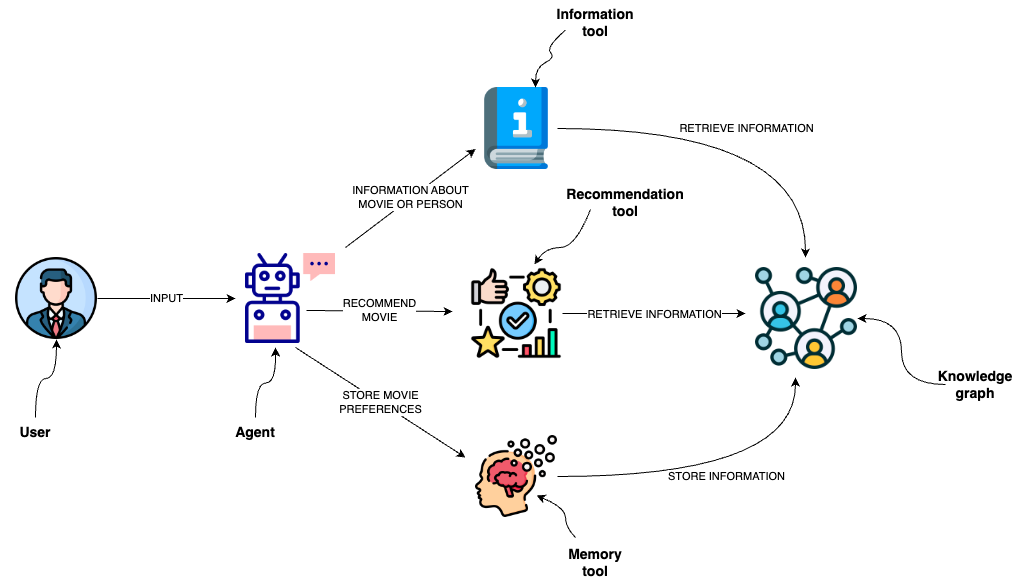 Information
tool
RETRIEVE INFORMATION
INFORMATION ABOUT
MOVIE OR PERSON
Recommendation
tool
INPUT
RECOMMEND
MOVIE
RETRIEVE INFORMATION
Knowledge
graph
STORE MOVIE
PREFERENCES
User
Agent
STORE INFORMATION
Memory
tool